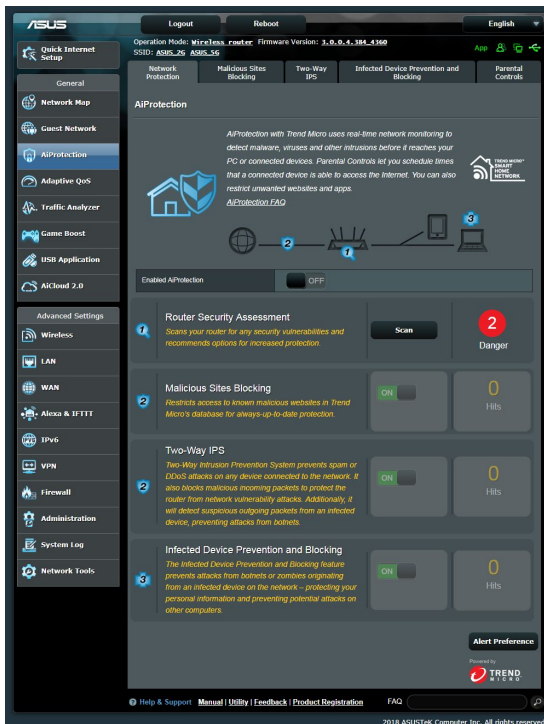 ASUS
Logout
Reboot
English
Quick Internet
Setup
Operation Mode: Wireless router Firmware Version: 3.0.0.4.384_4360
SSID: ASUS_2G ASUS_5G
App
General
Network Map
Guest Network
AiProtection
Adaptive QoS
Traffic Analyzer
Game Boost
USB Application
AiCloud 2.0
Advanced Settings
Wireless
LAN
WAN
Alexa & IFTTT
IPv6
VPN
Firewall
Administration
System Log
Network Tools
Network
Protection
Malicious Sites
Blocking
Two-Way
IPS
Infected Device Prevention and
Blocking
Parental
Controls
AiProtection
AiProtection with Trend Micro uses real-time network monitoring to
detect malware, viruses and other intrusions before it reaches your
PC or connected devices. Parental Controls let you schedule times
that a connected device is able to access the Internet. You can also
restrict unwanted websites and apps.
AiProtection FAQ
TREND MICRO
SMART
HOME
NETWORK
3
2
1
Enabled AiProtection
OFF
1
Router Security Assessment
Scans your router for any security vulnerabilities and
recommends options for increased protection.
Scan
2
Danger
2
Malicious Sites Blocking
Restricts access to known malicious websites in Trend
Micro's database for always-up-to-date protection.
ON
0
Hits
2
Two-Way IPS
Two-Way Intrusion Prevention System prevents spam or
DDoS attacks on any device connected to the network. It
also blocks malicious incoming packets to protect the
router from network vulnerability attacks. Additionally, it
will detect suspicious outgoing packets from an infected
device, preventing attacks from botnets.
ON
0
Hits
3
Infected Device Prevention and Blocking
The Infected Device Prevention and Blocking feature
prevents attacks from botnets or zombies originating
from an infected device on the network – protecting your
personal information and preventing potential attacks on
other computers.
ON
0
Hits
Alert Preference
Powered by
TREND
MICRO
Help & Support
Manual | Utility | Feedback | Product Registration
FAQ
2018 ASUSTeK Computer Inc. All rights reserved